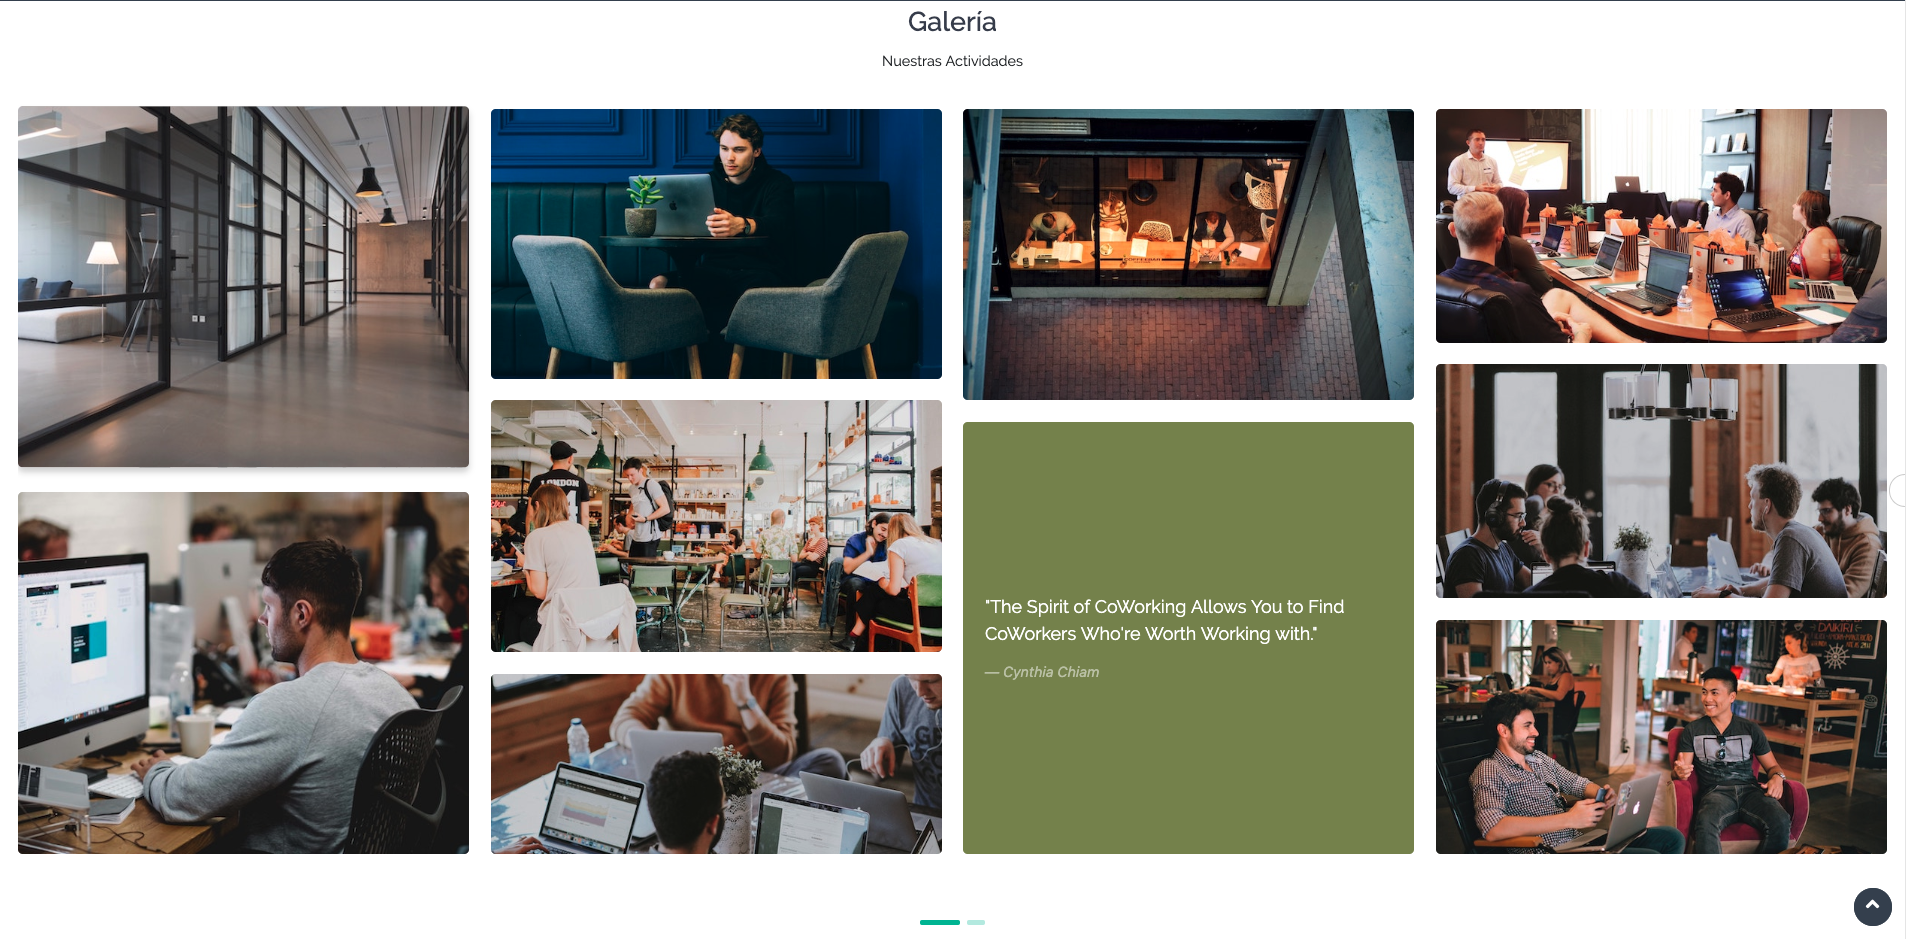 Galería
Nuestras Actividades
LONDON
"The Spirit of CoWorking Allows You to Find
CoWorkers Who're Worth Working with."
— Cynthia Chiam
DAIKIRI